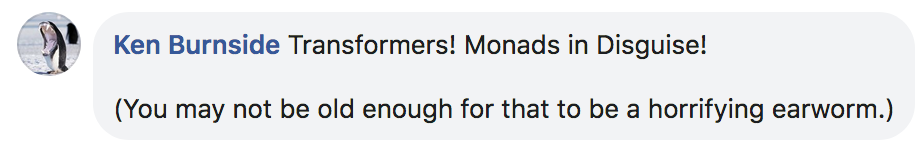 Ken Burnside Transformers! Monads in Disguise!
(You may not be old enough for that to be a horrifying earworm.)